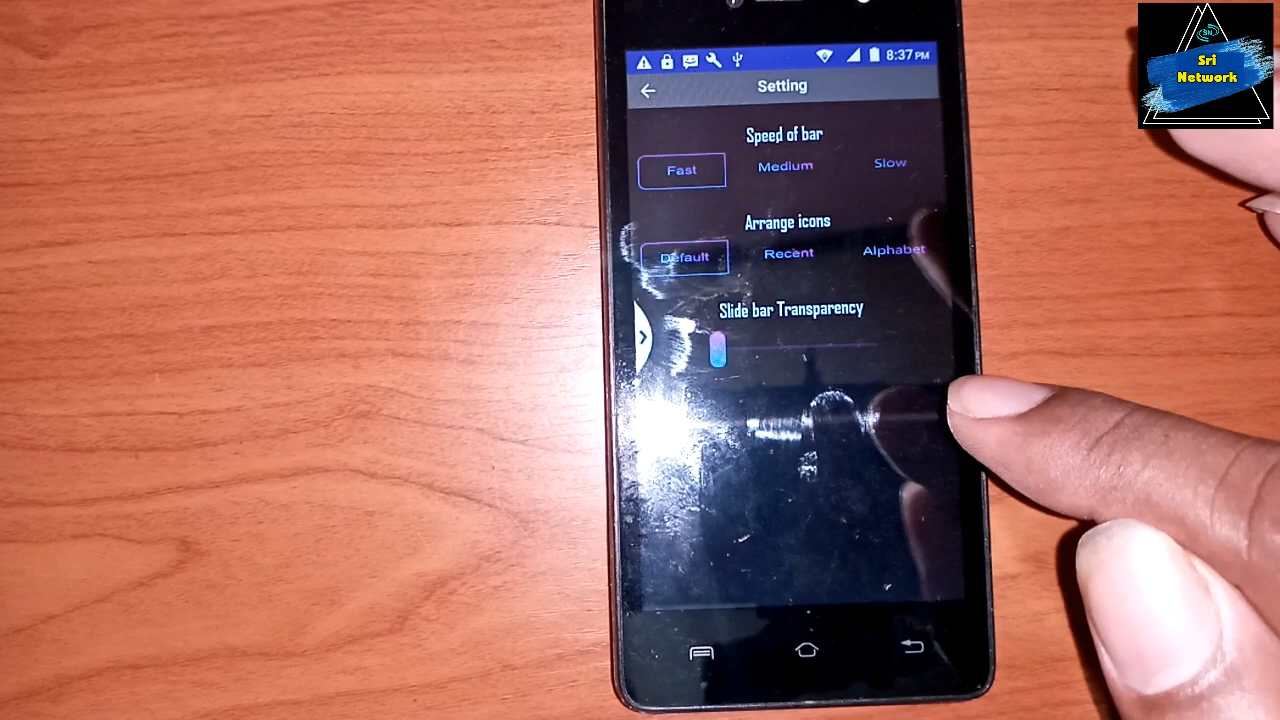 8:37 PM
Setting
Speed of bar
Fast Medium Slow
Arrange icons
Default Recent Alphabet
Slide bar Transparency
SN
Sri
Network